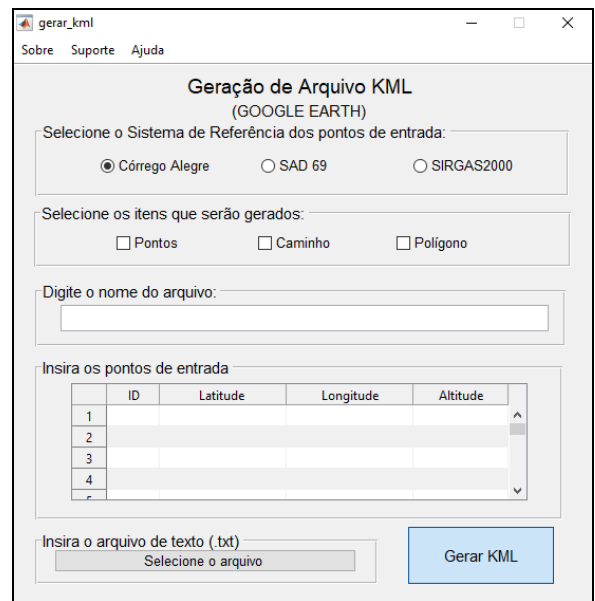 gerar_kml
Sobre Suporte Ajuda
Geração de Arquivo KML
(GOOGLE EARTH)
Selecione o Sistema de Referência dos pontos de entrada:
Córrego Alegre SAD 69 SIRGAS2000
Selecione os itens que serão gerados:
Pontos Caminho Polígono
Digite o nome do arquivo:
Insira os pontos de entrada
ID Latitude Longitude Altitude
1
2
3
4
Insira o arquivo de texto (.txt)
Selecione o arquivo
Gerar KML